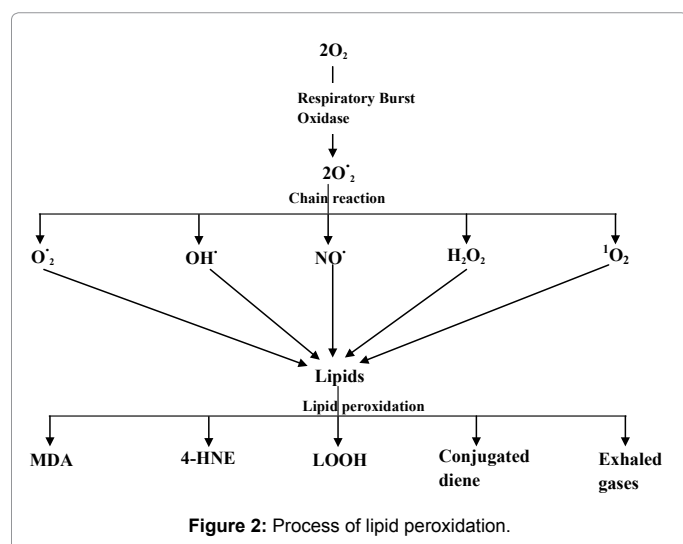 2O₂
Respiratory Burst
Oxidase
2O˙₂
Chain reaction
O˙₂ OH˙ NO˙ H₂O₂ ¹O₂
Lipids
Lipid peroxidation
MDA 4-HNE LOOH Conjugated diene Exhaled gases
Figure 2: Process of lipid peroxidation.